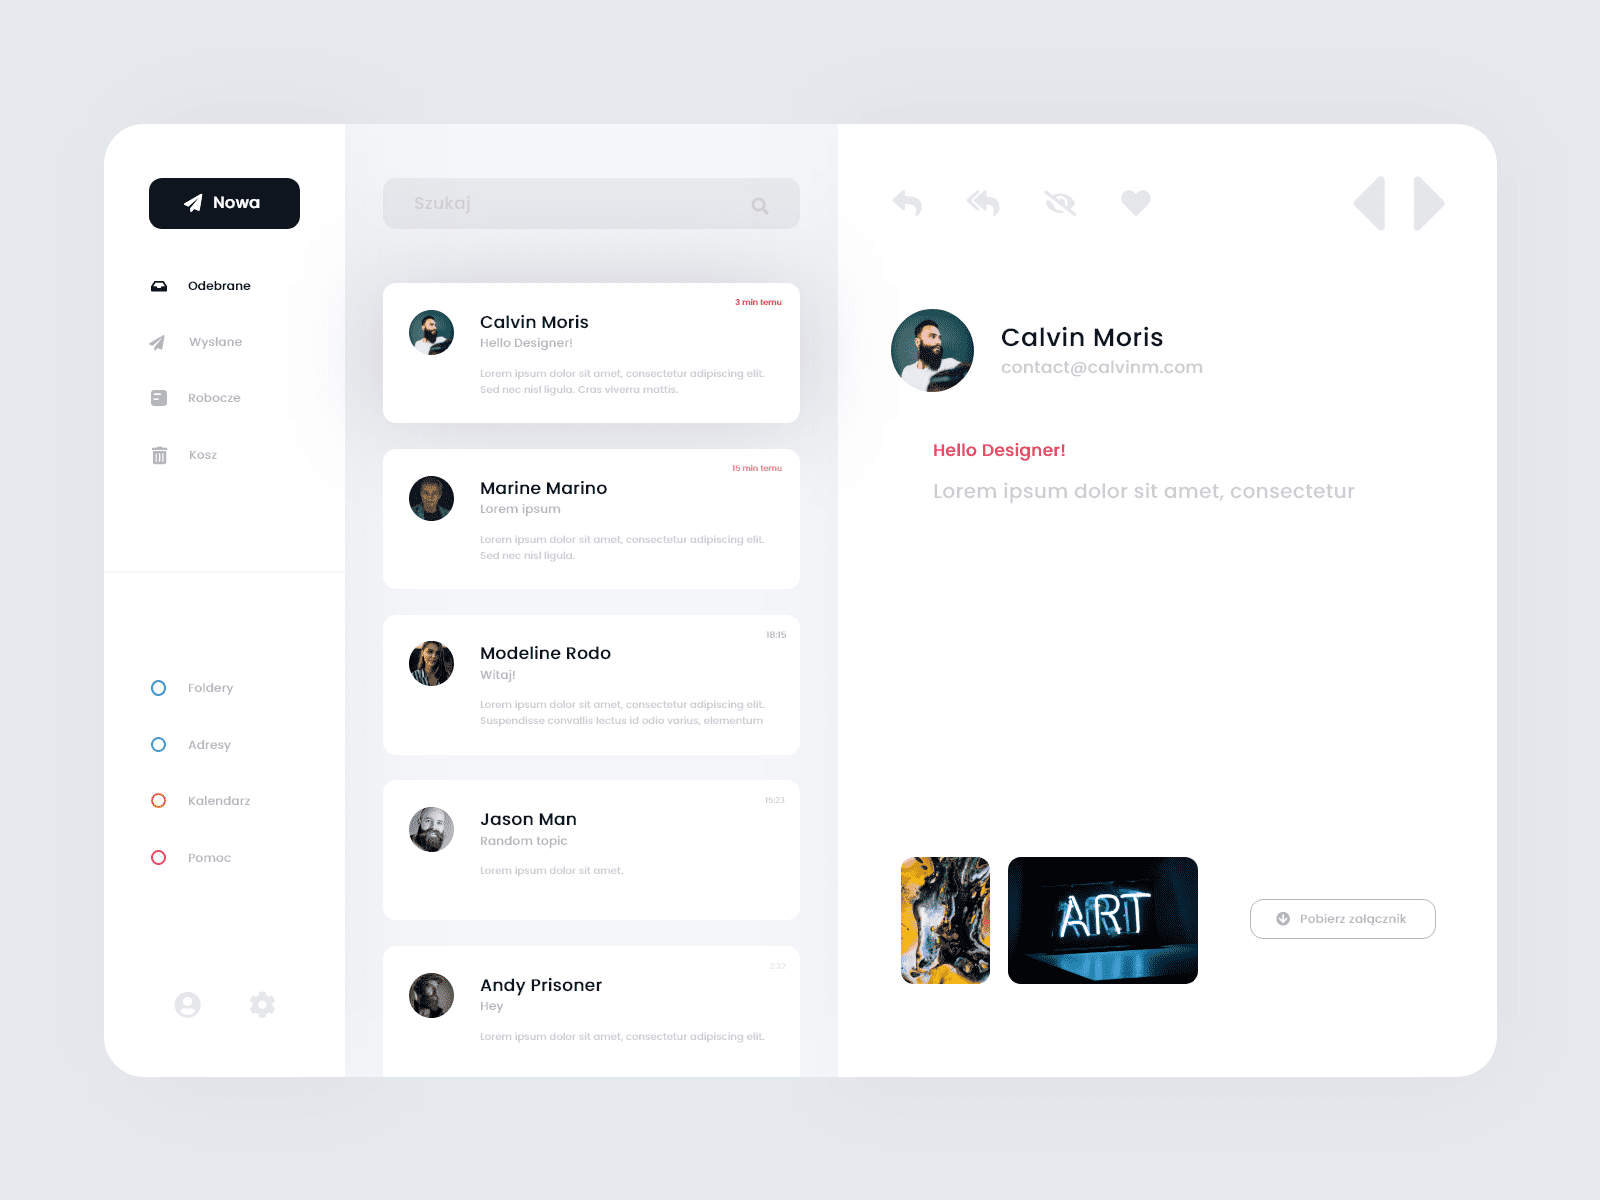 Nowa
Odebrane
Wysłane
Robocze
Kosz
Foldery
Adresy
Kalendarz
Pomoc
Szukaj
3 min temu
Calvin Moris
Hello Designer!
Lorem ipsum dolor sit amet, consectetur adipiscing elit.
Sed nec nisl ligula. Cras viverra mattis.
15 min temu
Marine Marino
Lorem ipsum
Lorem ipsum dolor sit amet, consectetur adipiscing elit.
Sed nec nisl ligula.
18:15
Modeline Rodo
Witaj!
Lorem ipsum dolor sit amet, consectetur adipiscing elit.
Suspendisse convallis lectus id odio varius, elementum
15:23
Jason Man
Random topic
Lorem ipsum dolor sit amet.
3:32
Andy Prisoner
Hey
Lorem ipsum dolor sit amet, consectetur adipiscing elit.
Calvin Moris
contact@calvinm.com
Hello Designer!
Lorem ipsum dolor sit amet, consectetur
ART
Pobierz załącznik